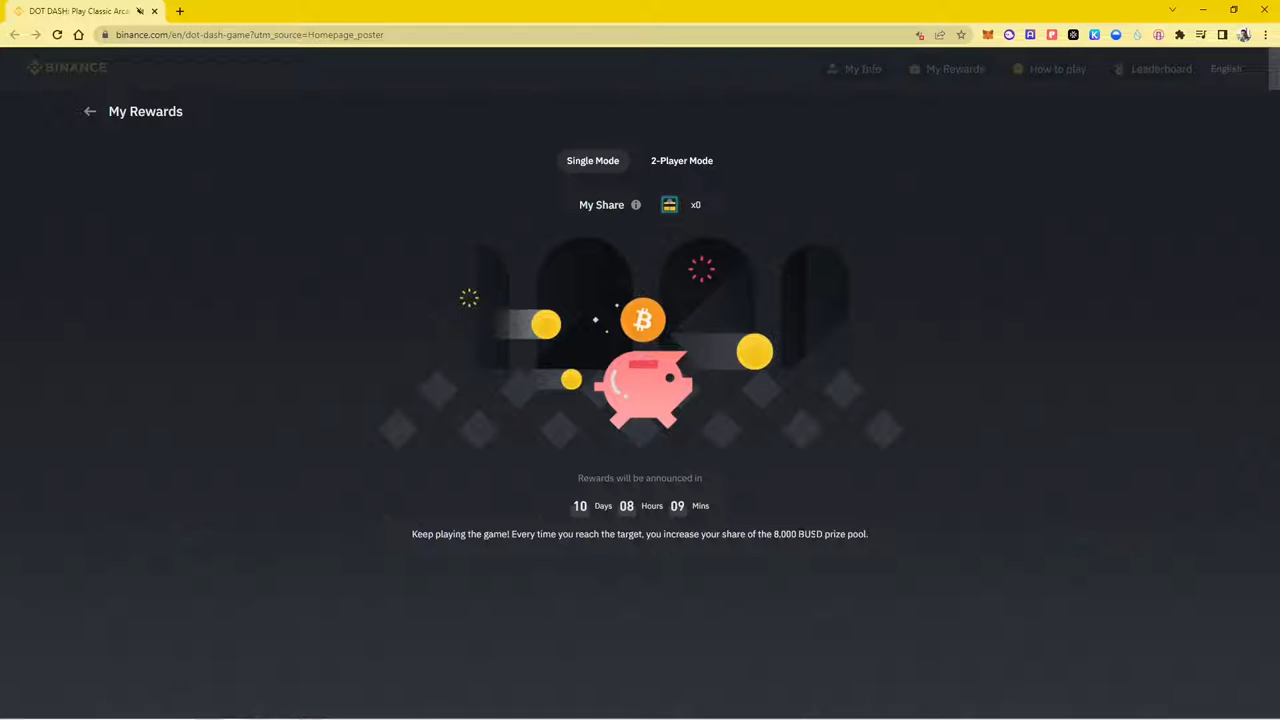 DOT DASH: Play Classic Arca
binance.com/en/dot-dash-game?utm_source=Homepage_poster
BINANCE
My Info
My Rewards
How to play
Leaderboard
English
My Rewards
Single Mode
2-Player Mode
My Share
x0
Rewards will be announced in
10 Days 08 Hours 09 Mins
Keep playing the game! Every time you reach the target, you increase your share of the 8,000 BUSD prize pool.